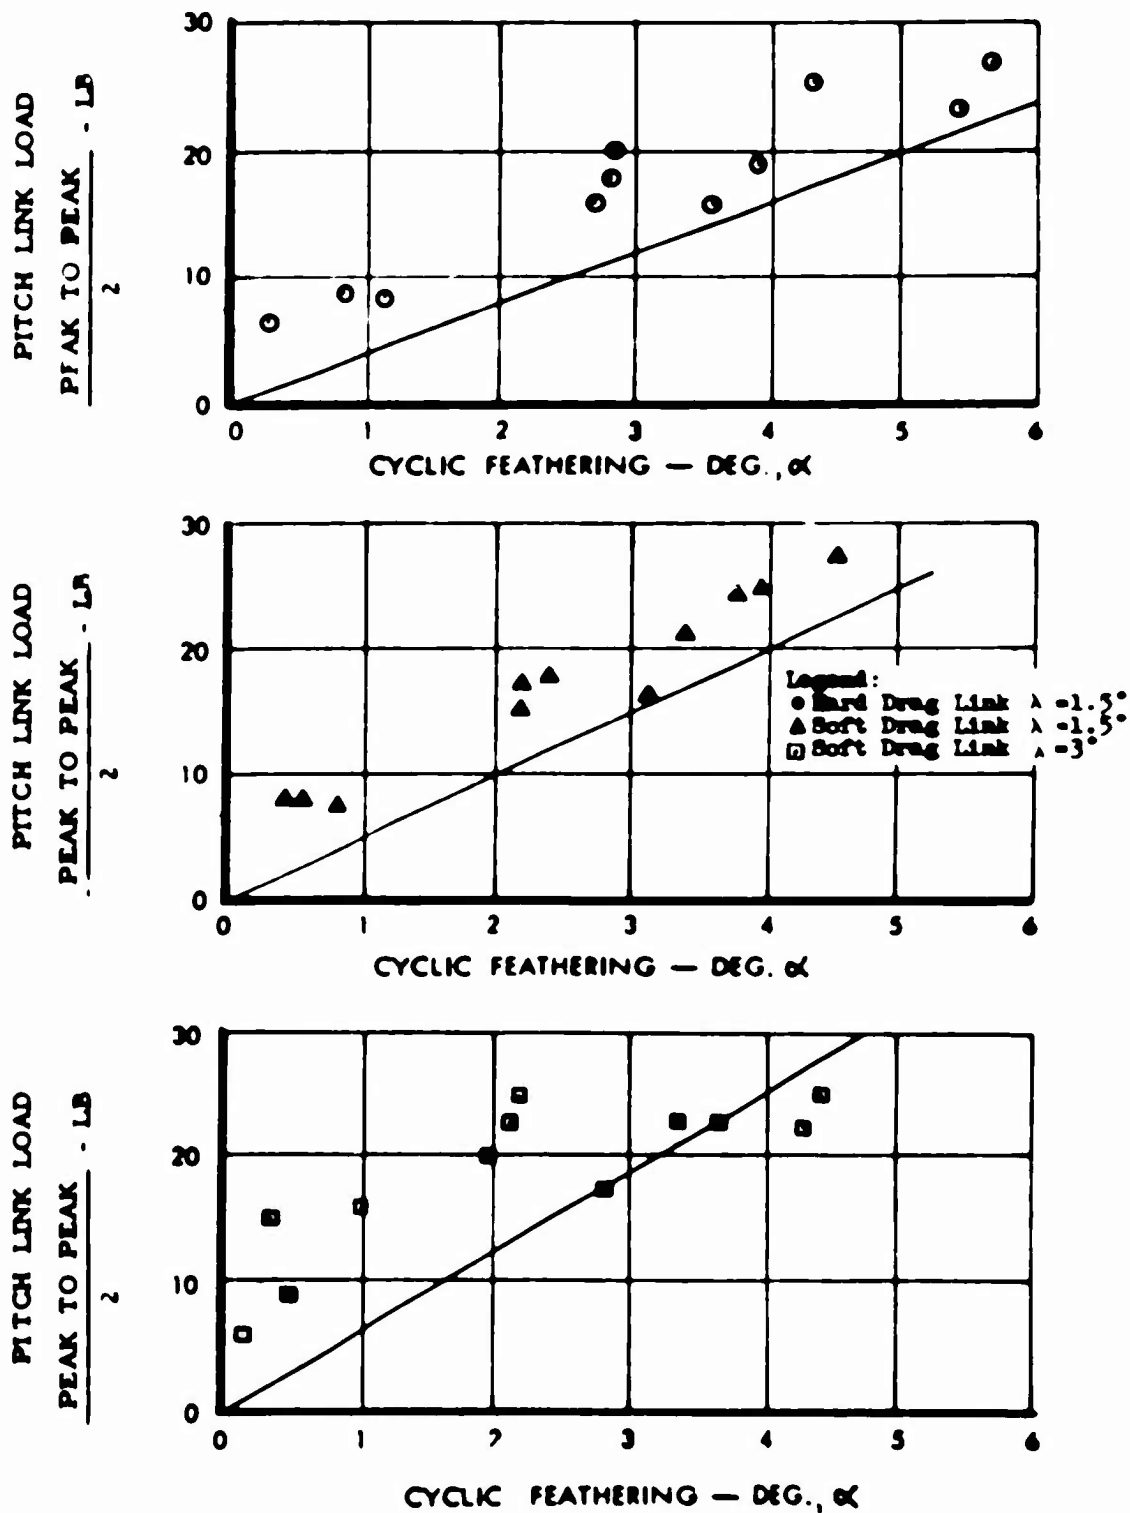 30
20
10
0
PITCH LINK LOAD
PEAK TO PEAK - LB
2
0 1 2 3 4 5 6
CYCLIC FEATHERING — DEG., α
30
20
10
0
PITCH LINK LOAD
PEAK TO PEAK - LB
2
Legend:
Hard Drag Link λ =1.5°
Soft Drag Link λ =1.5°
Soft Drag Link λ =3°
0 1 2 3 4 5 6
CYCLIC FEATHERING — DEG. α
30
20
10
0
PITCH LINK LOAD
PEAK TO PEAK - LB
2
0 1 2 3 4 5 6
CYCLIC FEATHERING — DEG., α